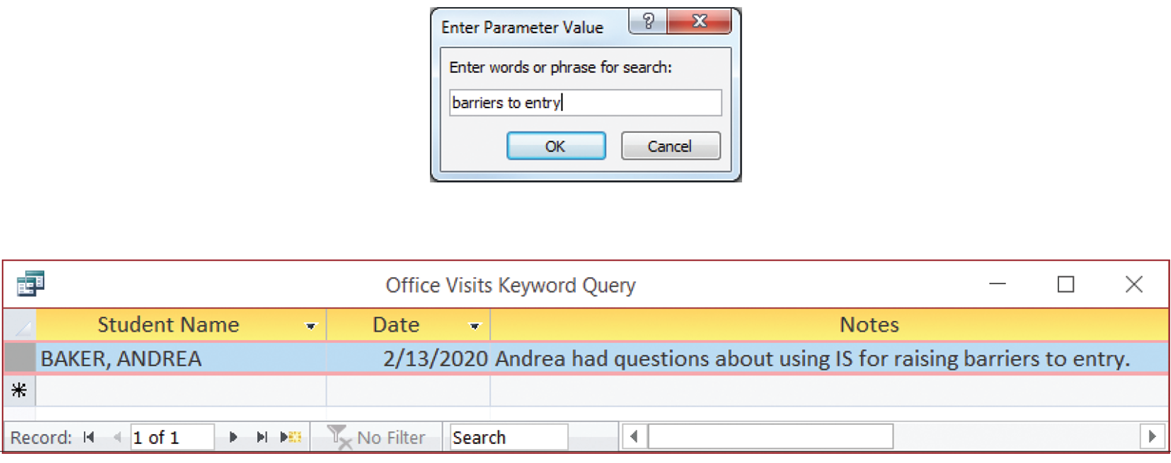 Enter Parameter Value
Enter words or phrase for search:
barriers to entry
OK Cancel
Office Visits Keyword Query
Student Name Date Notes
BAKER, ANDREA 2/13/2020 Andrea had questions about using IS for raising barriers to entry.
Record: 1 of 1 No Filter Search